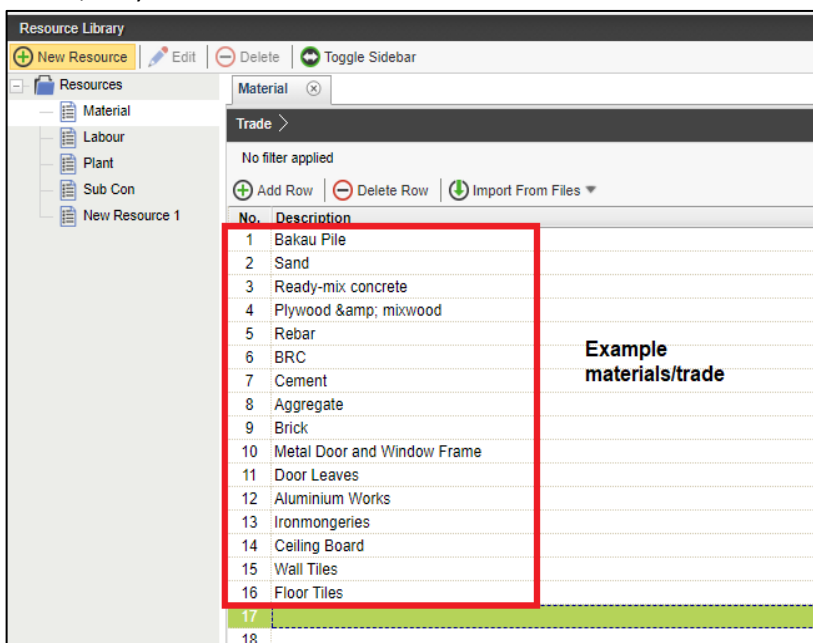 Resource Library
New Resource Edit Delete Toggle Sidebar
Resources
Material
Labour
Plant
Sub Con
New Resource 1
Material
Trade >
No filter applied
Add Row Delete Row Import From Files
No. Description
1 Bakau Pile
2 Sand
3 Ready-mix concrete
4 Plywood &amp; mixwood
5 Rebar
6 BRC
7 Cement
8 Aggregate
9 Brick
10 Metal Door and Window Frame
11 Door Leaves
12 Aluminium Works
13 Ironmongeries
14 Ceiling Board
15 Wall Tiles
16 Floor Tiles
17
18
Example
materials/trade